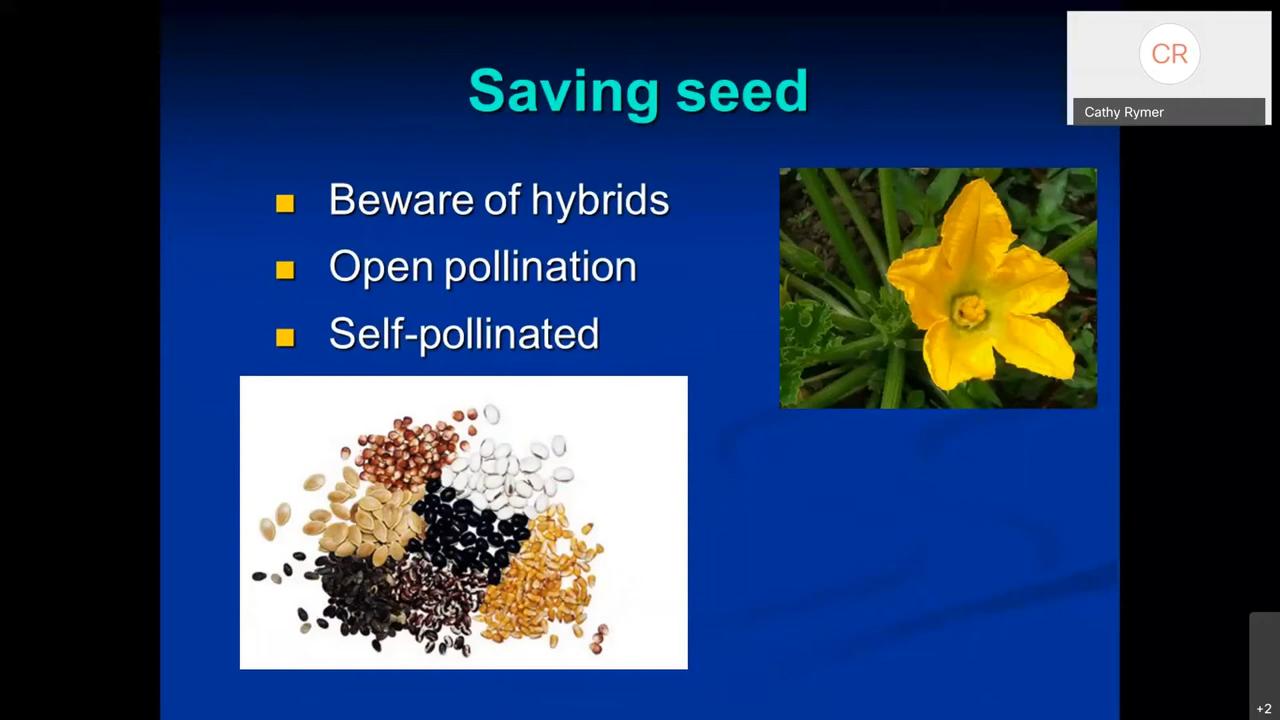 Saving seed
CR
Cathy Rymer
Beware of hybrids
Open pollination
Self-pollinated
+2